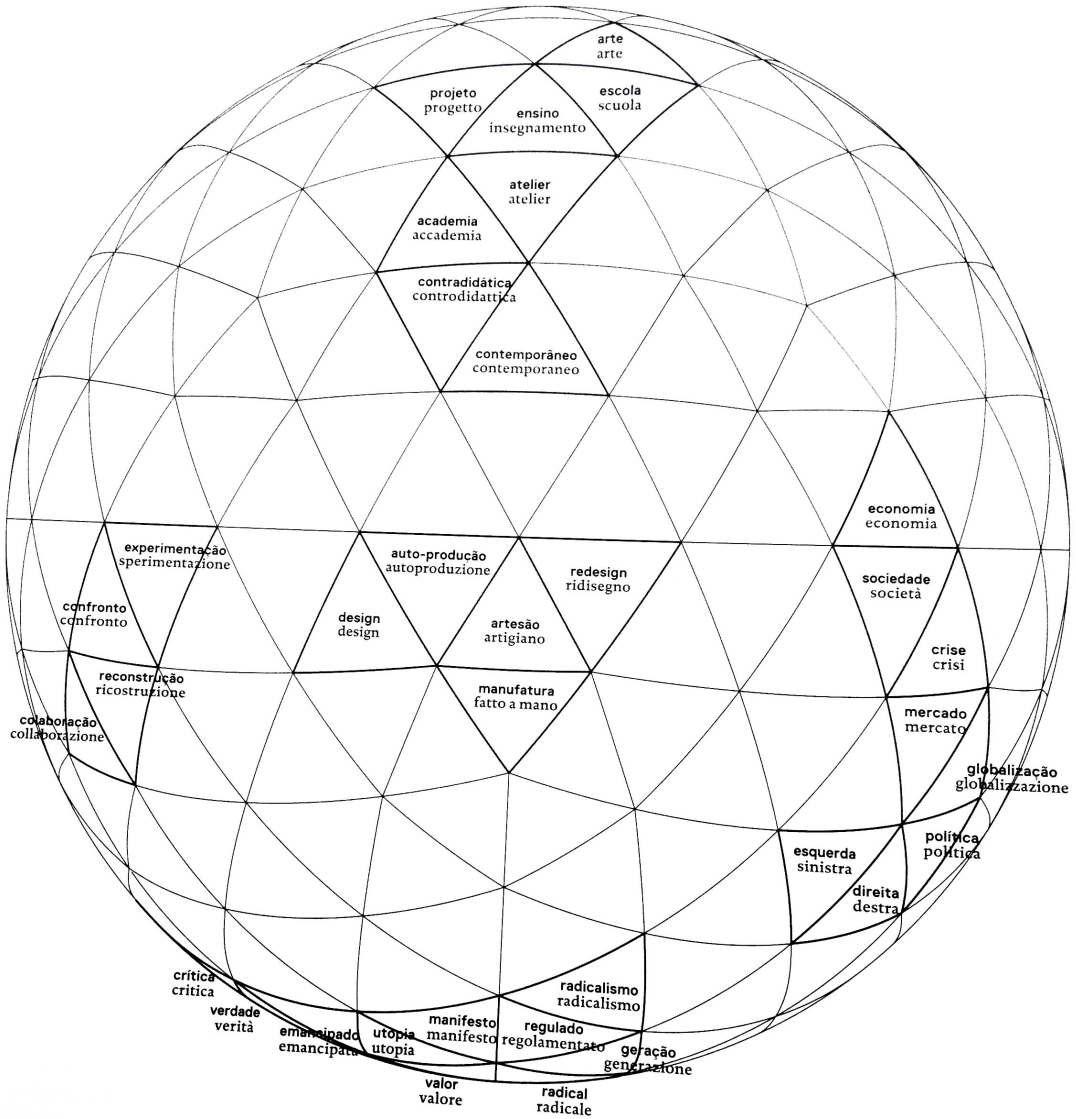 arte
arte
projeto
progetto
escola
scuola
ensino
insegnamento
atelier
atelier
academia
accademia
contradidática
controdidattica
contemporâneo
contemporaneo
economia
economia
experimentação
sperimentazione
auto-produção
autoproduzione
redesign
ridisegno
sociedade
società
confronto
confronto
design
design
artesão
artigiano
crise
crisi
reconstrução
ricostruzione
manufatura
fatto a mano
mercado
mercato
colaboração
collaborazione
globalização
globalizzazione
política
politica
esquerda
sinistra
direita
destra
crítica
critica
radicalismo
radicalismo
verdade
verità
emancipado
emancipata
utopia
utopia
manifesto
manifesto
regulado
regolamentato
geração
generazione
valor
valore
radical
radicale